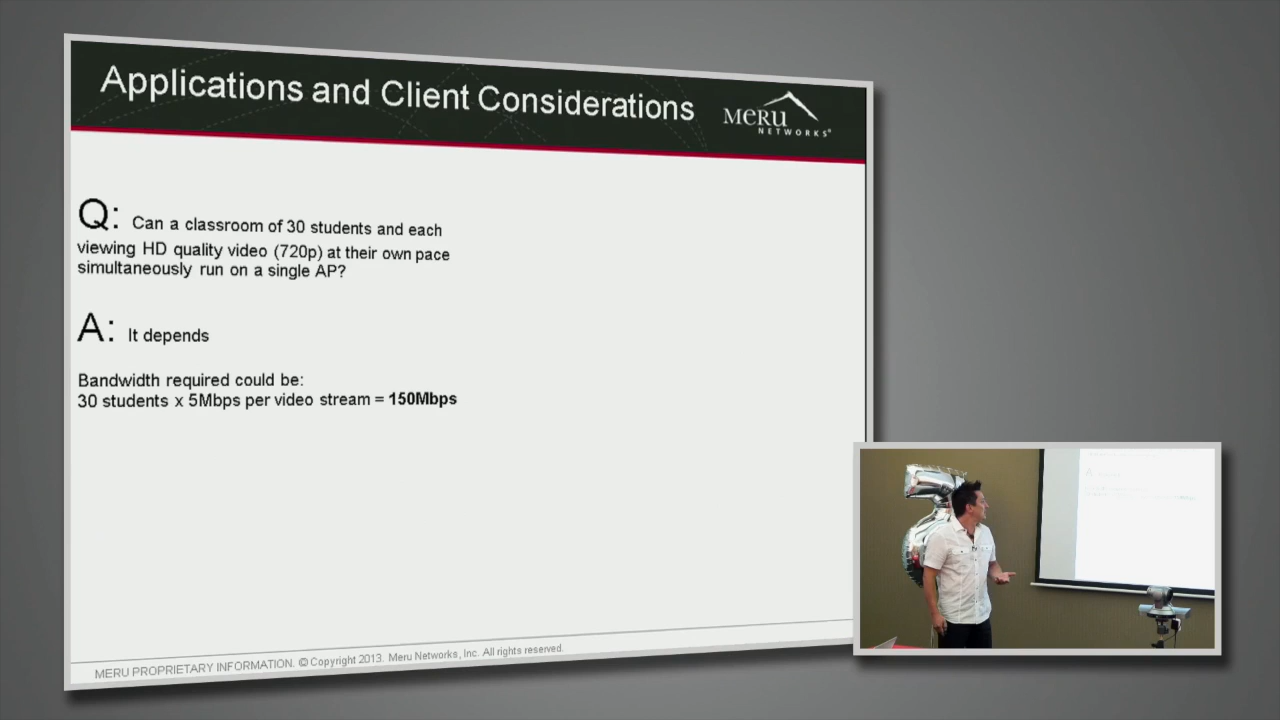 Applications and Client Considerations
MERU
NETWORKS
Q: Can a classroom of 30 students and each
viewing HD quality video (720p) at their own pace
simultaneously run on a single AP?
A: It depends
Bandwidth required could be:
30 students x 5Mbps per video stream = 150Mbps
MERU PROPRIETARY INFORMATION. © Copyright 2013. Meru Networks, Inc. All rights reserved.